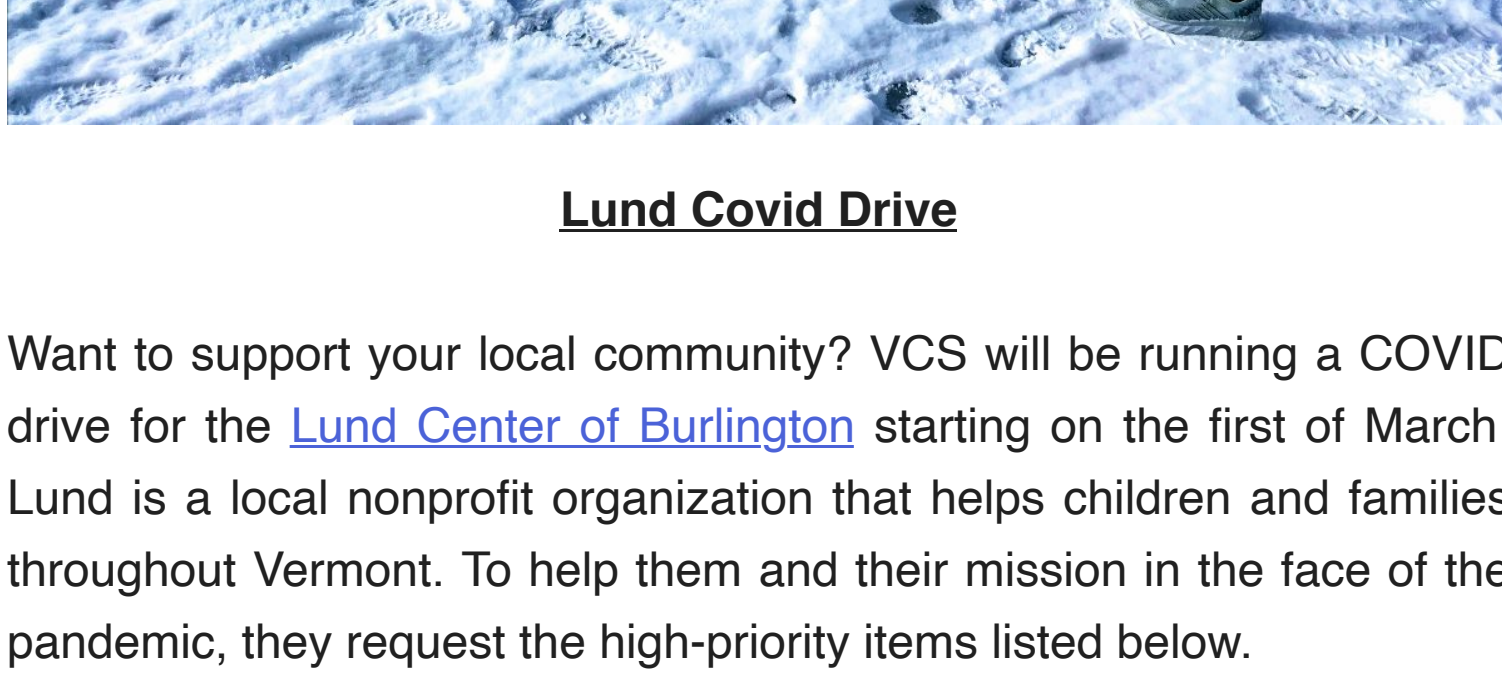 Lund Covid Drive
Want to support your local community? VCS will be running a COVID
drive for the Lund Center of Burlington starting on the first of March.
Lund is a local nonprofit organization that helps children and families
throughout Vermont. To help them and their mission in the face of the
pandemic, they request the high-priority items listed below.